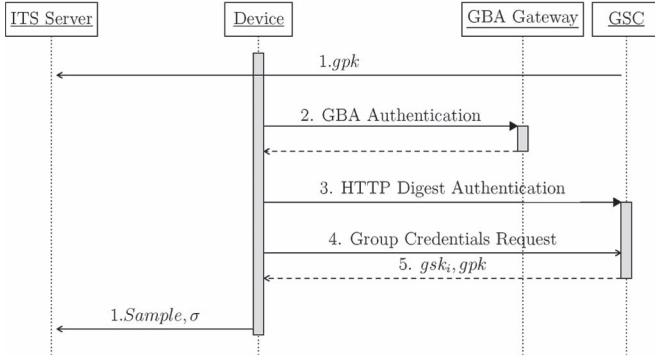 ITS Server
Device
GBA Gateway
GSC
1.gpk
2. GBA Authentication
3. HTTP Digest Authentication
4. Group Credentials Request
5. gskᵢ, gpk
1.Sample, σ